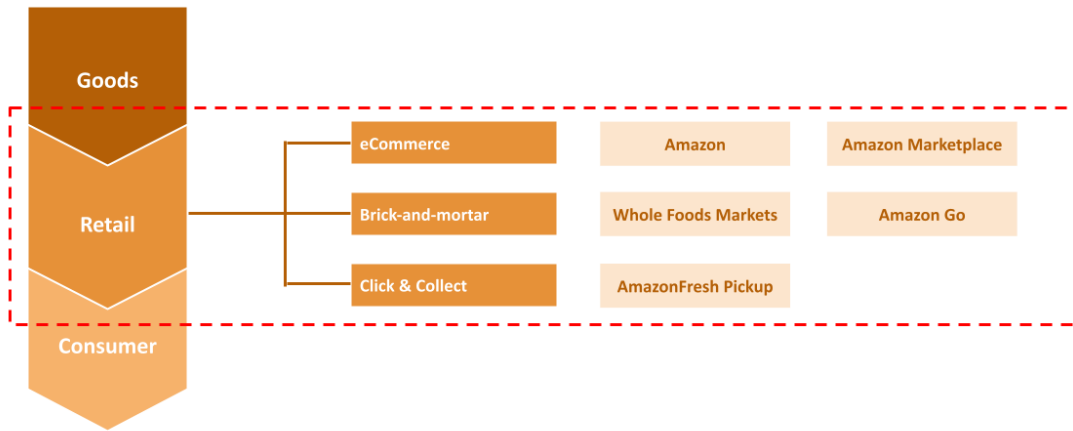 Goods
Retail
Consumer
eCommerce
Amazon
Amazon Marketplace
Brick-and-mortar
Whole Foods Markets
Amazon Go
Click & Collect
AmazonFresh Pickup